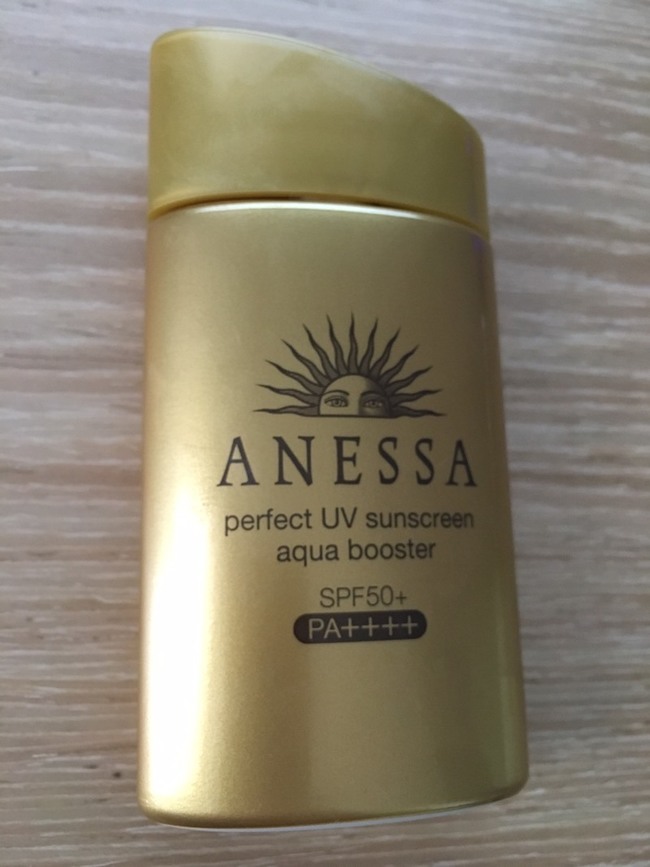 ANESSA
perfect UV sunscreen
aqua booster
SPF50+
PA++++